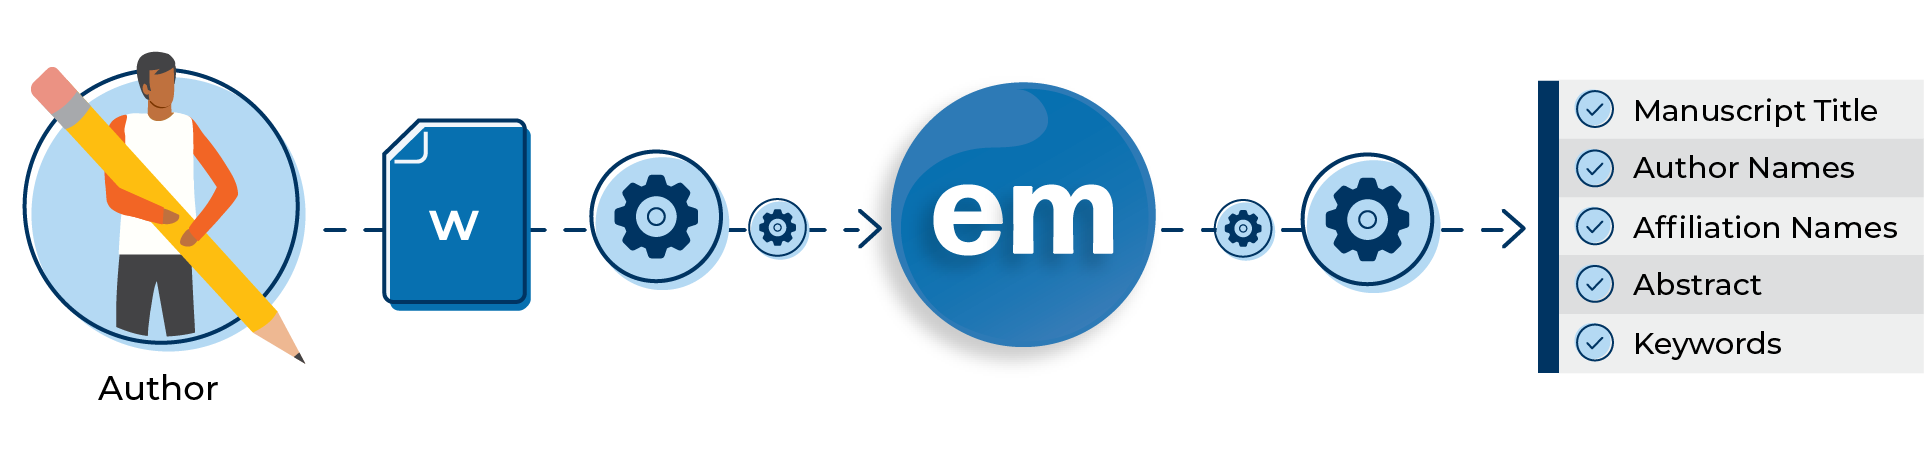 Author
W
em
Manuscript Title
Author Names
Affiliation Names
Abstract
Keywords